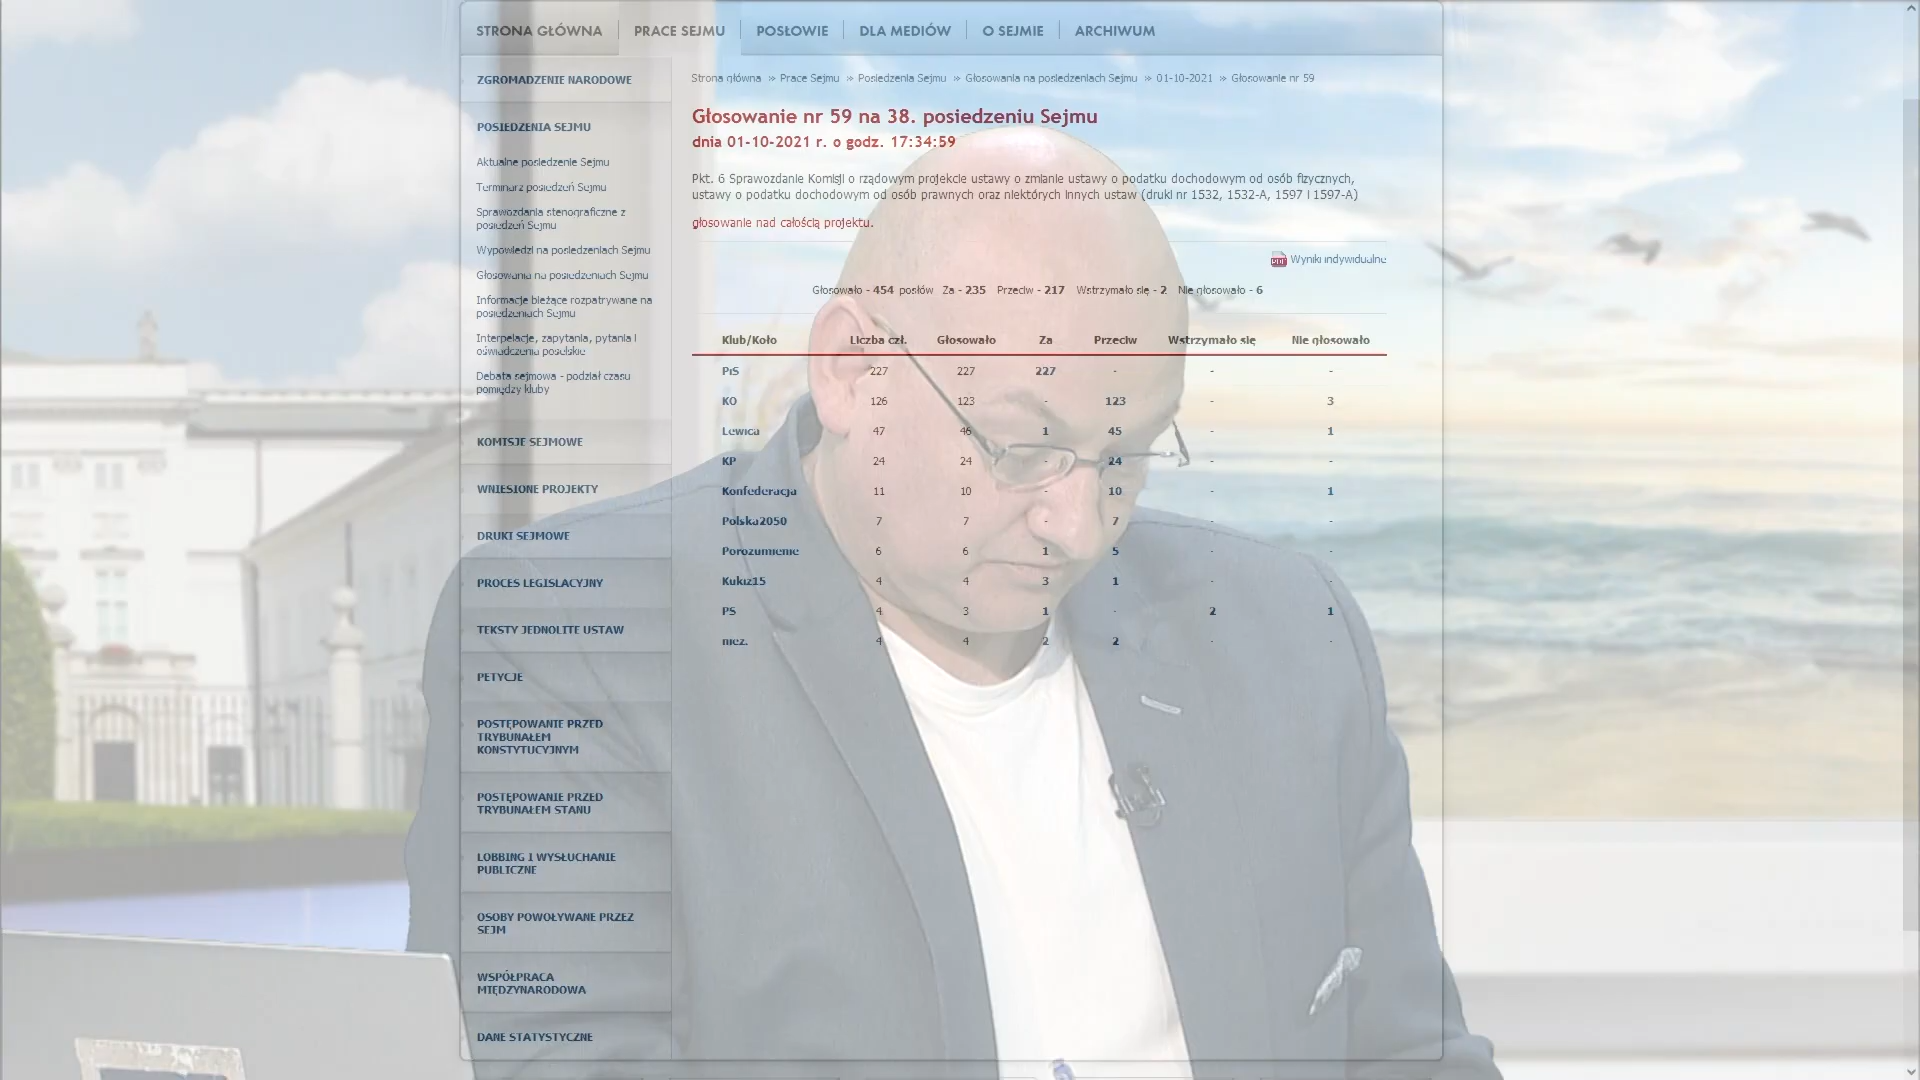 STRONA GŁÓWNA PRACE SEJMU POSŁOWIE DLA MEDIÓW O SEJMIE ARCHIWUM
ZGROMADZENIE NARODOWE
POSIEDZENIA SEJMU
Aktualne posiedzenie Sejmu
Terminarz posiedzeń Sejmu
Sprawozdania stenograficzne z
posiedzeń Sejmu
Wypowiedzi na posiedzeniach Sejmu
Głosowania na posiedzeniach Sejmu
Informacje bieżące rozpatrywane na
posiedzeniach Sejmu
Interpelacje, zapytania, pytania i
oświadczenia poselskie
Debata sejmowa - podział czasu
pomiędzy kluby
KOMISJE SEJMOWE
WNIESIONE PROJEKTY
DRUKI SEJMOWE
PROCES LEGISLACYJNY
TEKSTY JEDNOLITE USTAW
PETYCJE
POSTĘPOWANIE PRZED
TRYBUNAŁEM
KONSTYTUCYJNYM
POSTĘPOWANIE PRZED
TRYBUNAŁEM STANU
LOBBING I WYSŁUCHANIE
PUBLICZNE
OSOBY POWOŁYWANE PRZEZ
SEJM
WSPÓŁPRACA
MIĘDZYNARODOWA
DANE STATYSTYCZNE
Strona główna » Prace Sejmu » Posiedzenia Sejmu » Głosowania na posiedzeniach Sejmu » 01-10-2021 » Głosowanie nr 59
Głosowanie nr 59 na 38. posiedzeniu Sejmu
dnia 01-10-2021 r. o godz. 17:34:59
Pkt. 6 Sprawozdanie Komisji o rządowym projekcie ustawy o zmianie ustawy o podatku dochodowym od osób fizycznych,
ustawy o podatku dochodowym od osób prawnych oraz niektórych innych ustaw (druki nr 1532, 1532-A, 1597 i 1597-A)
głosowanie nad całością projektu.
PDF Wyniki indywidualne
Głosowało - 454 posłów Za - 235 Przeciw - 217 Wstrzymało się - 2 Nie głosowało - 6
Klub/Koło Liczba czł. Głosowało Za Przeciw Wstrzymało się Nie głosowało
PiS 227 227 227 - - -
KO 126 123 - 123 - 3
Lewica 47 46 1 45 - 1
KP 24 24 - 24 - -
Konfederacja 11 10 - 10 - 1
Polska2050 7 7 - 7 - -
Porozumienie 6 6 1 5 - -
Kukiz15 4 4 3 1 - -
PS 4 3 1 - 2 1
niez. 4 4 2 2 - -